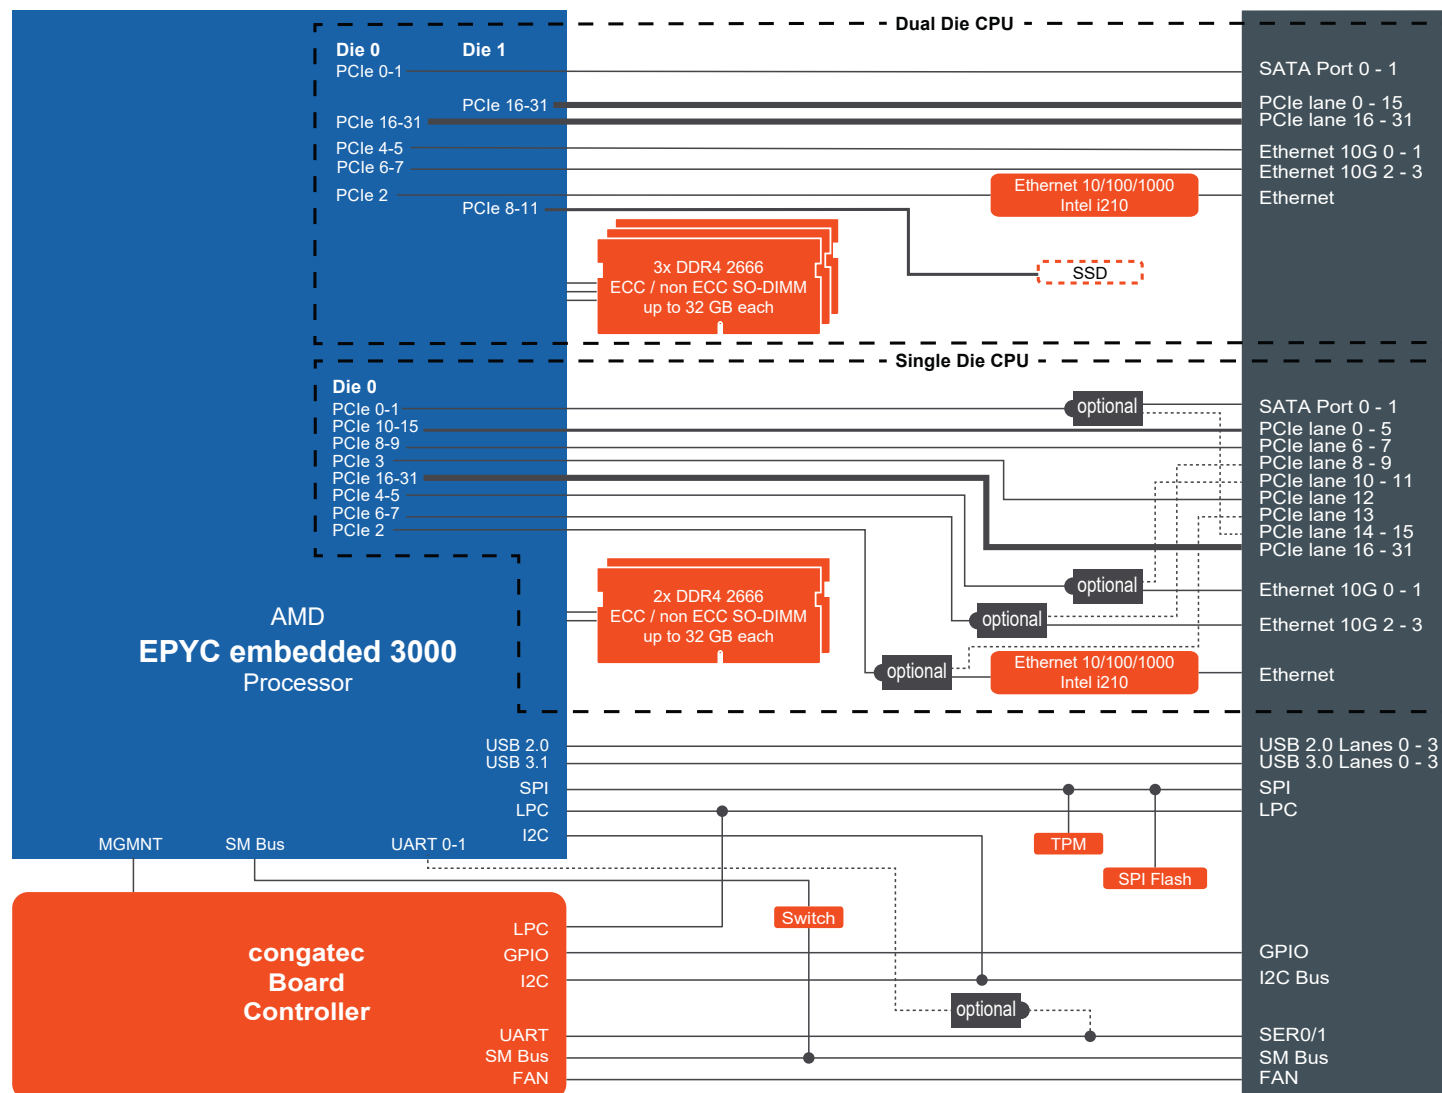 Dual Die CPU
Die 0
Die 1
PCIe 0-1
SATA Port 0 - 1
PCIe 16-31
PCIe lane 0 - 15
PCIe 16-31
PCIe lane 16 - 31
PCIe 4-5
Ethernet 10G 0 - 1
PCIe 6-7
Ethernet 10G 2 - 3
PCIe 2
Ethernet 10/100/1000
Intel i210
Ethernet
PCIe 8-11
3x DDR4 2666
ECC / non ECC SO-DIMM
up to 32 GB each
SSD
Single Die CPU
Die 0
PCIe 0-1
PCIe 10-15
PCIe 8-9
PCIe 3
PCIe 16-31
PCIe 4-5
PCIe 6-7
PCIe 2
optional
SATA Port 0 - 1
PCIe lane 0 - 5
PCIe lane 6 - 7
PCIe lane 8 - 9
PCIe lane 10 - 11
PCIe lane 12
PCIe lane 13
PCIe lane 14 - 15
PCIe lane 16 - 31
optional
Ethernet 10G 0 - 1
2x DDR4 2666
ECC / non ECC SO-DIMM
up to 32 GB each
optional
Ethernet 10G 2 - 3
optional
Ethernet 10/100/1000
Intel i210
Ethernet
AMD
EPYC embedded 3000
Processor
USB 2.0
USB 2.0 Lanes 0 - 3
USB 3.1
USB 3.0 Lanes 0 - 3
SPI
SPI
LPC
LPC
I2C
MGMNT
SM Bus
UART 0-1
TPM
SPI Flash
Switch
congatec
Board
Controller
LPC
GPIO
GPIO
I2C
I2C Bus
optional
UART
SER0/1
SM Bus
SM Bus
FAN
FAN